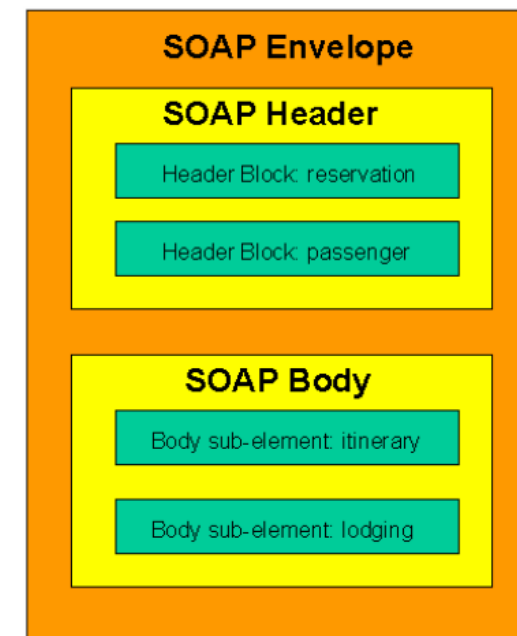 SOAP Envelope
SOAP Header
Header Block: reservation
Header Block: passenger
SOAP Body
Body sub-element: itinerary
Body sub-element: lodging